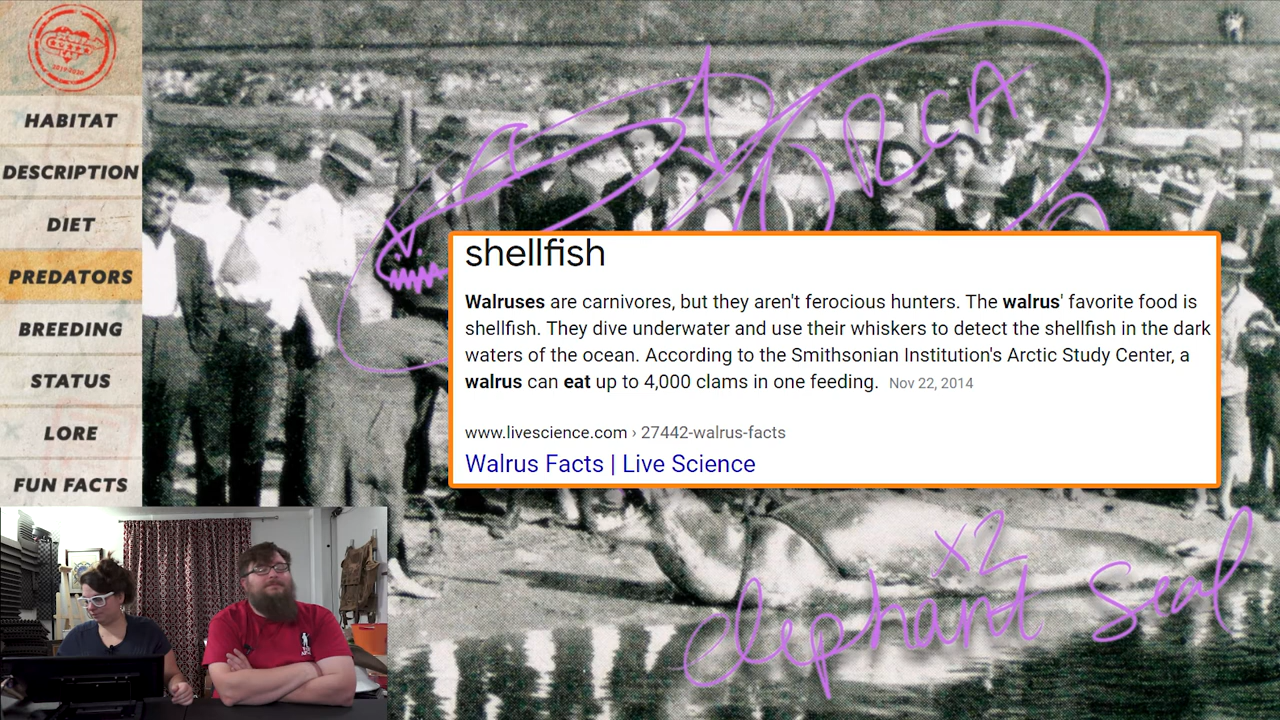 HABITAT
DESCRIPTION
DIET
PREDATORS
BREEDING
STATUS
LORE
FUN FACTS
ORCA
shellfish
Walruses are carnivores, but they aren't ferocious hunters. The walrus' favorite food is
shellfish. They dive underwater and use their whiskers to detect the shellfish in the dark
waters of the ocean. According to the Smithsonian Institution's Arctic Study Center, a
walrus can eat up to 4,000 clams in one feeding. Nov 22, 2014
www.livescience.com › 27442-walrus-facts
Walrus Facts | Live Science
x2
elephant seal